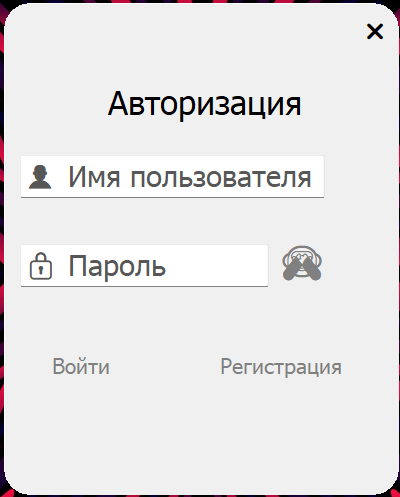 Авторизация
Имя пользователя
Пароль
Войти Регистрация